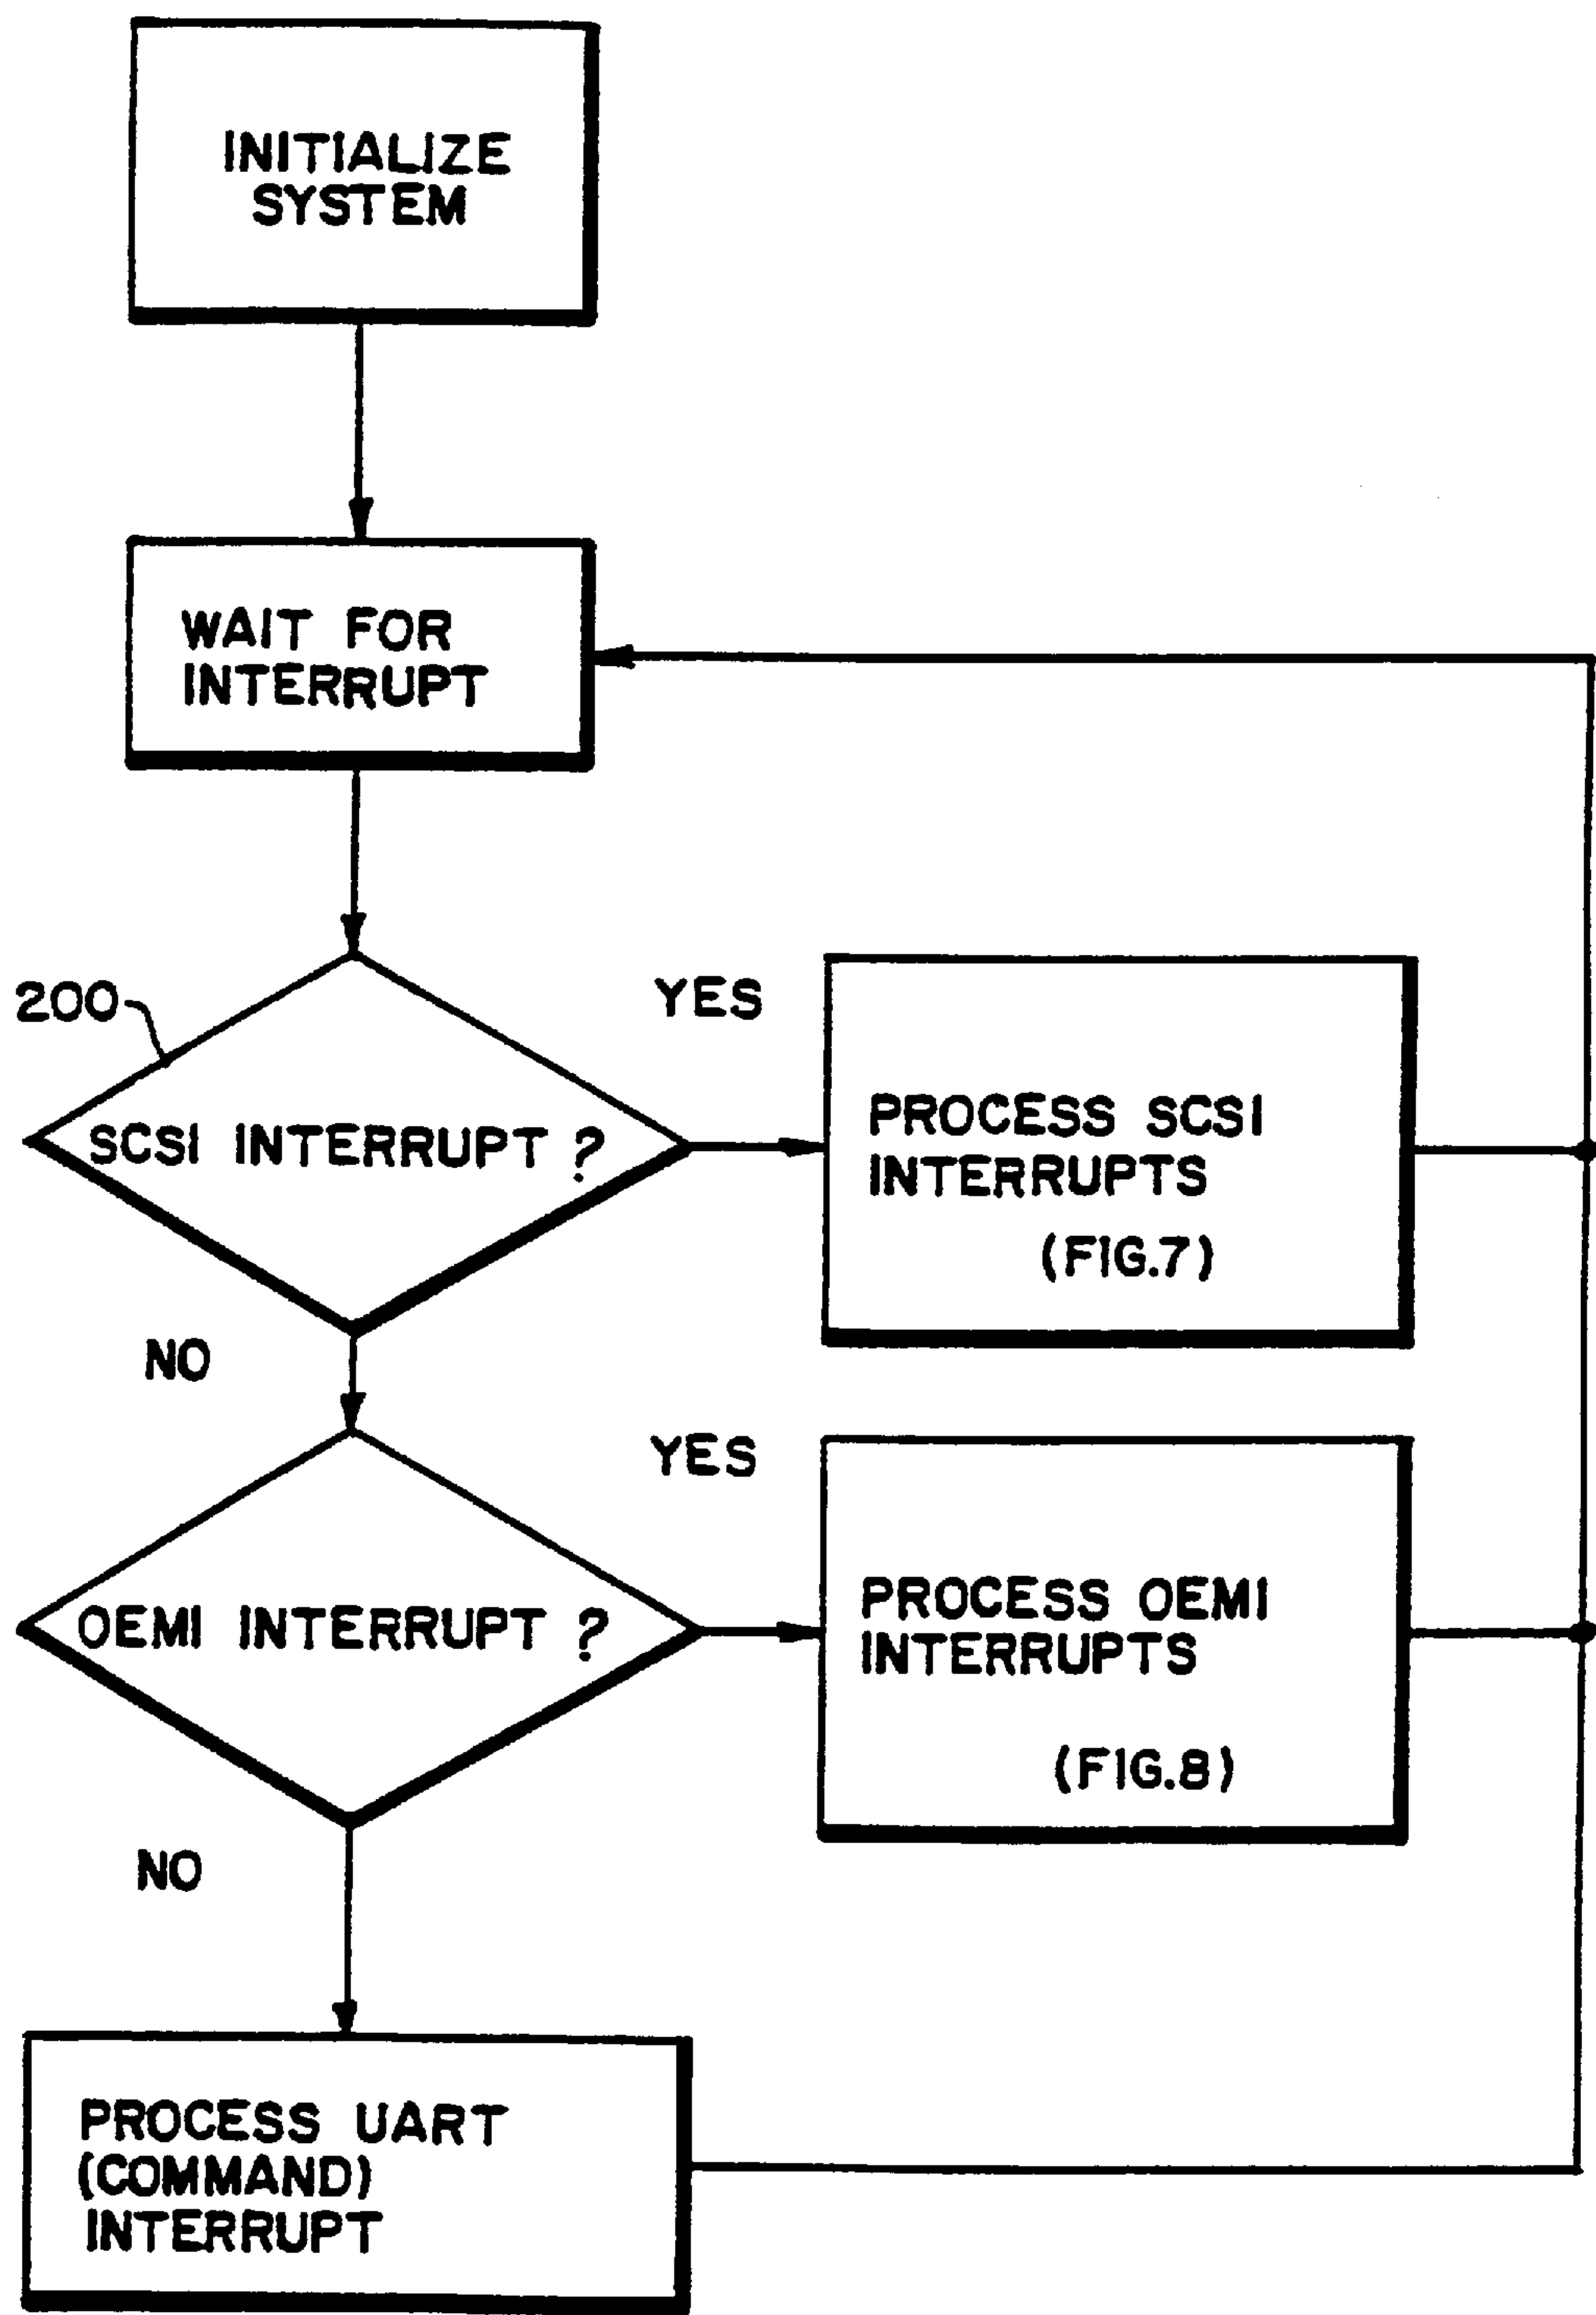 INITIALIZE
SYSTEM
WAIT FOR
INTERRUPT
200
YES
SCSI INTERRUPT ?
PROCESS SCSI
INTERRUPTS
(FIG.7)
NO
YES
OEMI INTERRUPT ?
PROCESS OEMI
INTERRUPTS
(FIG.8)
NO
PROCESS UART
(COMMAND)
INTERRUPT